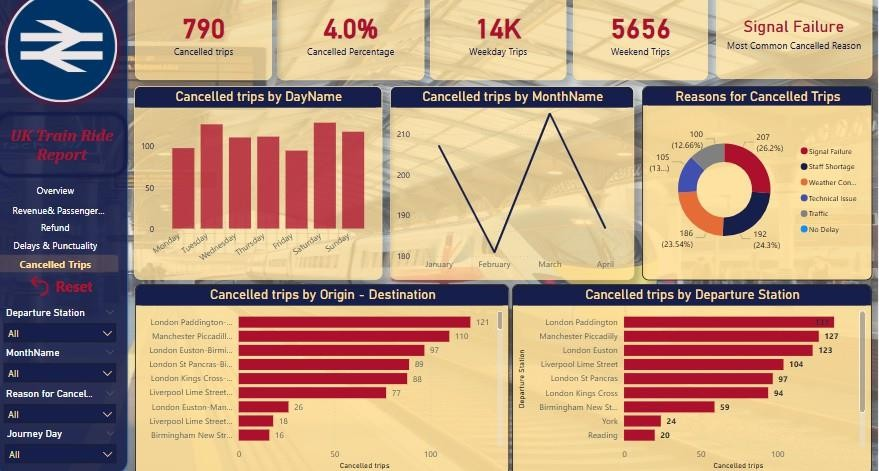 790
Cancelled trips
4.0%
Cancelled Percentage
14K
Weekday Trips
5656
Weekend Trips
Signal Failure
Most Common Cancelled Reason
UK Train Ride
Report
Overview
Revenue& Passenger...
Refund
Delays & Punctuality
Cancelled Trips
Reset
Departure Station
All
MonthName
All
Reason for Cancel...
All
Journey Day
All
Cancelled trips by DayName
100
50
0
Monday
Tuesday
Wednesday
Thursday
Friday
Saturday
Sunday
Cancelled trips by MonthName
210
200
190
180
January
February
March
April
Reasons for Cancelled Trips
207
(26.2%)
192
(24.3%)
186
(23.54%)
105
(13...)
100
(12.66%)
Signal Failure
Staff Shortage
Weather Con...
Technical Issue
Traffic
No Delay
Cancelled trips by Origin - Destination
London Paddington-... 121
Manchester Piccadill... 110
London Euston-Birmi... 97
London St Pancras-Bi... 89
London Kings Cross-... 88
Liverpool Lime Street... 77
London Euston-Man... 26
Liverpool Lime Street... 18
Birmingham New Str... 16
0 50 100
Cancelled trips
Cancelled trips by Departure Station
Departure Station
London Paddington
Manchester Piccadilly 127
London Euston 123
Liverpool Lime Street 104
London St Pancras 97
London Kings Cross 94
Birmingham New St... 59
York 24
Reading 20
0 50 100
Cancelled trips